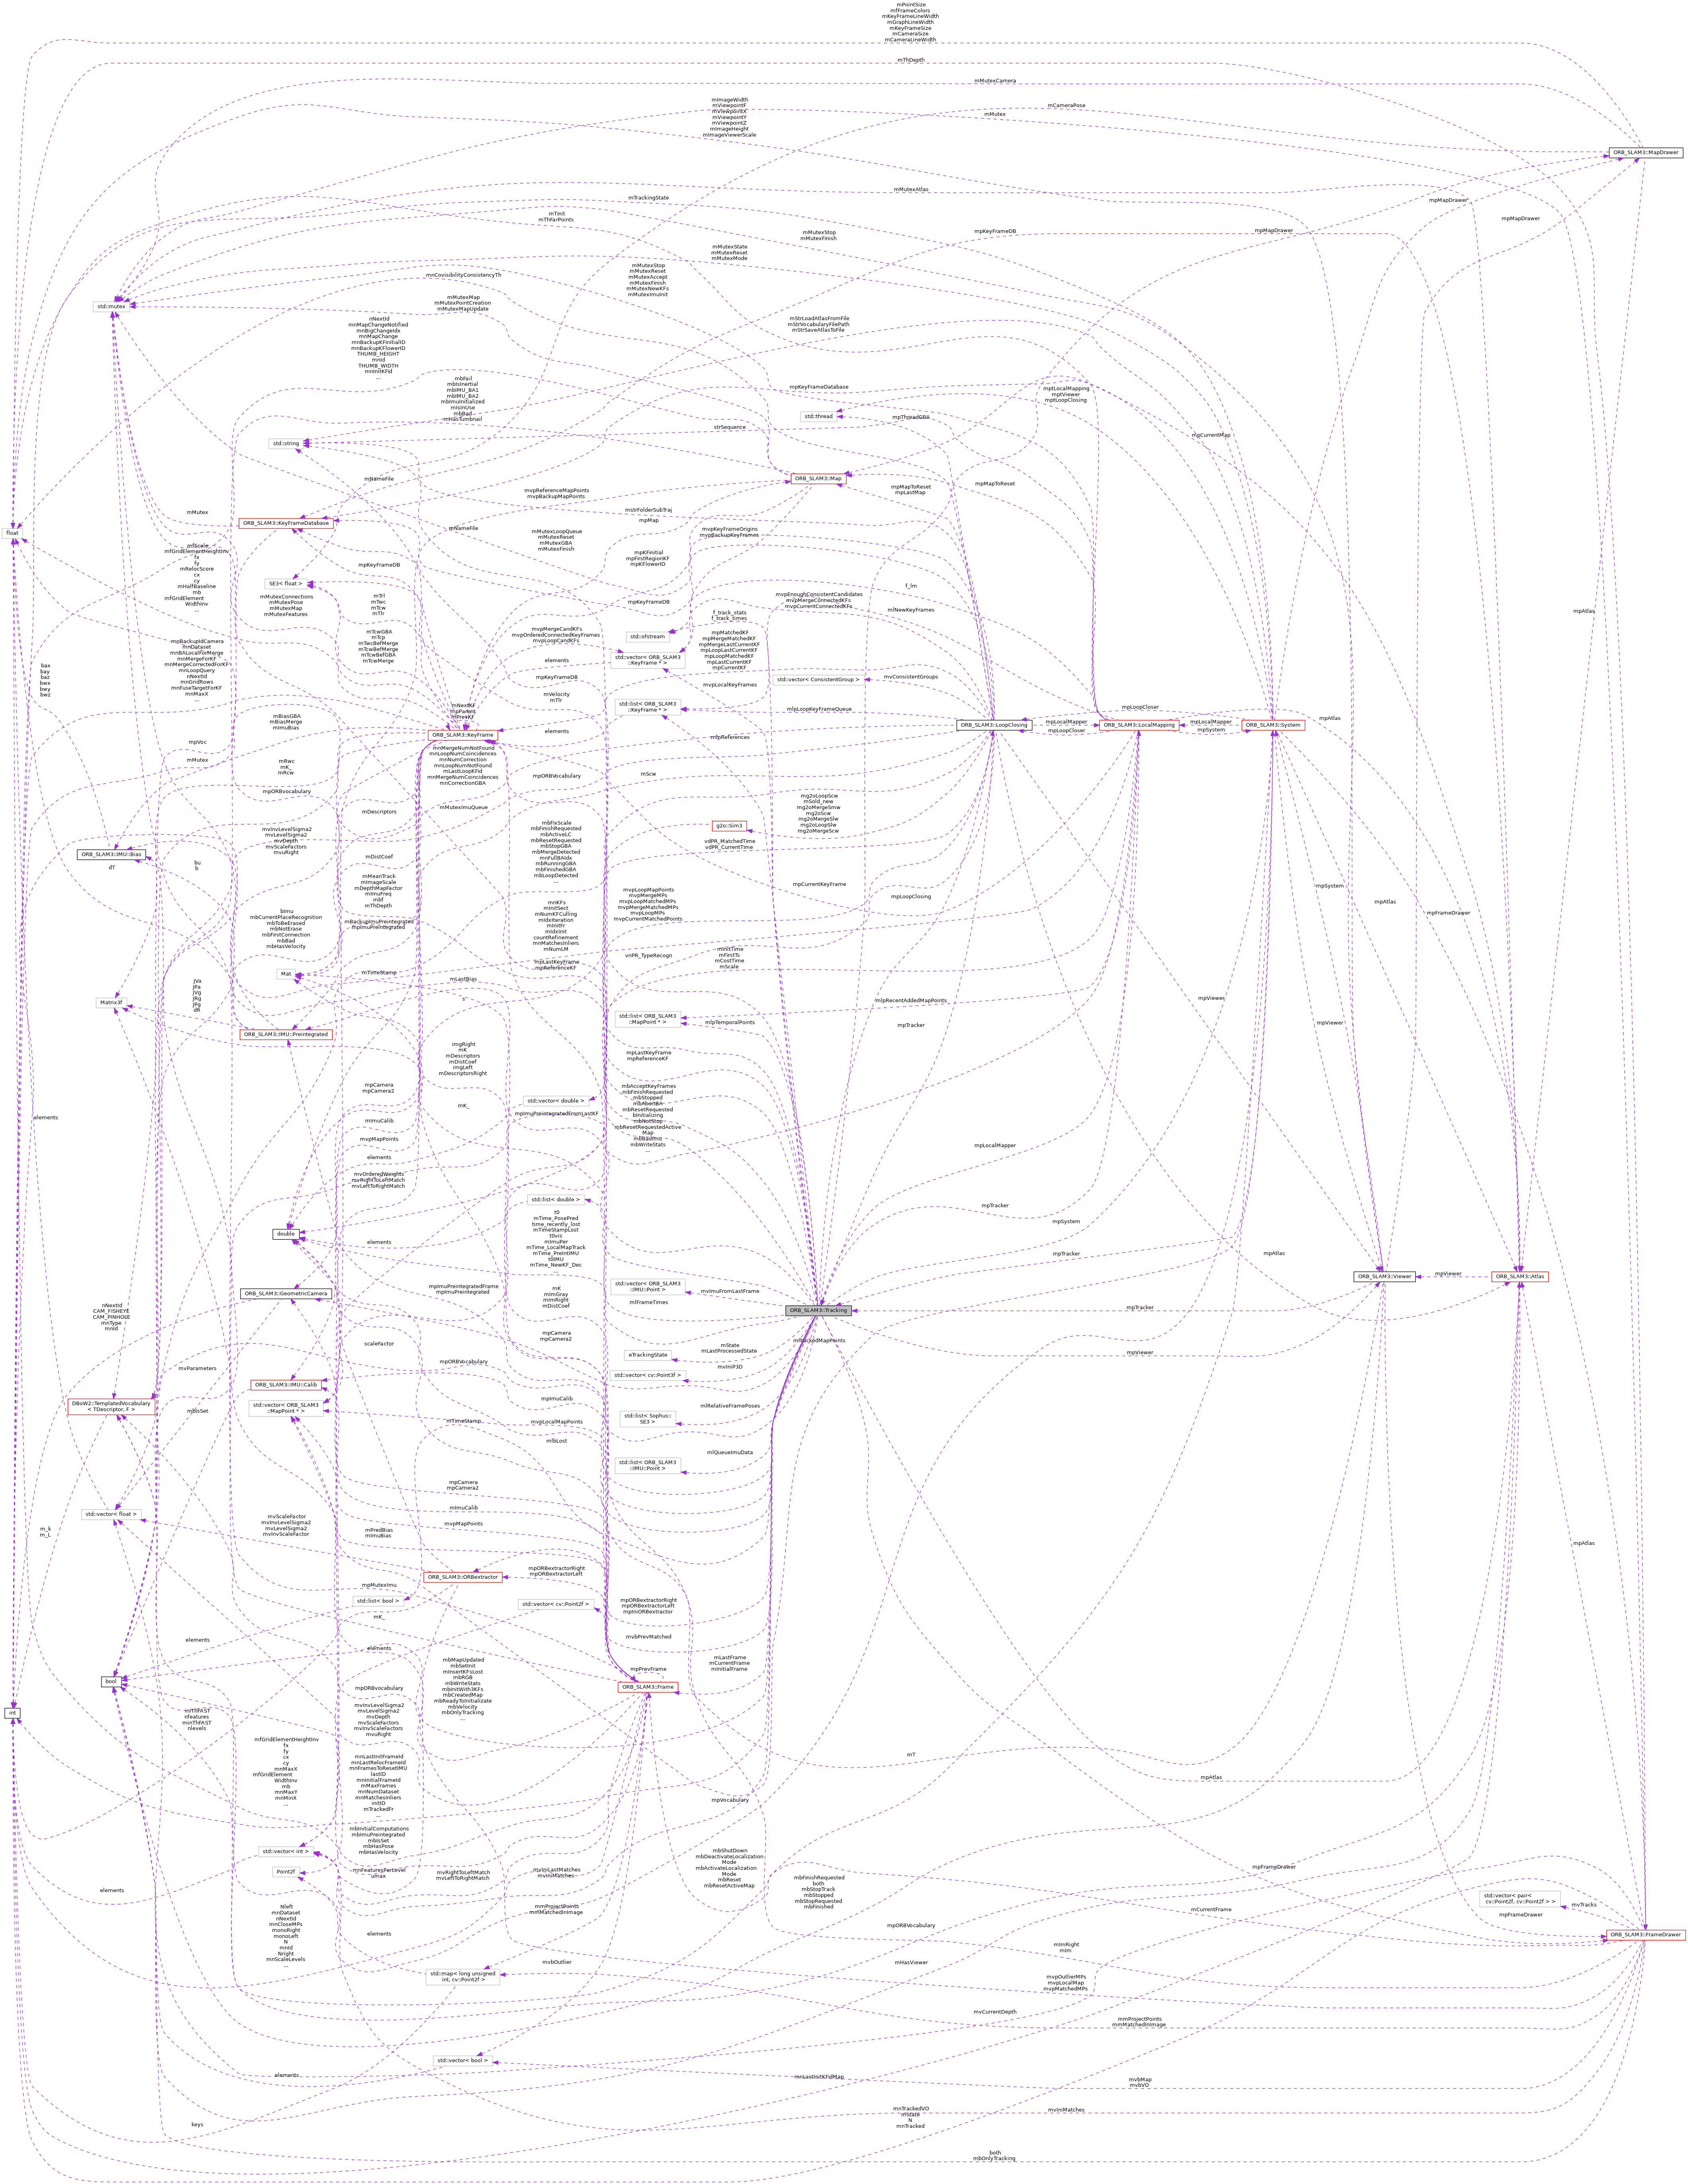 mPointSize
mfFrameColors
mKeyFrameLineWidth
mGraphLineWidth
mKeyFrameSize
mCameraSize
mCameraLineWidth
mThDepth
mMutexCamera
mImageWidth
mViewpointF
mViewpointX
mViewpointY
mViewpointZ
mImageHeight
mImageViewerScale
mCameraPose
mMutex
ORB_SLAM3::MapDrawer
mMutexAtlas
mTrackingState
mTinit
mThFarPoints
mpKeyFrameDB
mpMapDrawer
mpMapDrawer
mMutexStop
mMutexFinish
mMutexState
mMutexReset
mMutexMode
mnCovisibilityConsistencyTh
mMutexStop
mMutexReset
mMutexAccept
mMutexFinish
mMutexNewKFs
mMutexImuInit
std::mutex
mMutexMap
mMutexPointCreation
mMutexMapUpdate
mStrLoadAtlasFromFile
mStrVocabularyFilePath
mStrSaveAtlasToFile
nNextId
mnMapChangeNotified
mnBigChangeIdx
mnMapChange
mnBackupKFinitialID
mnBackupKFlowerID
THUMB_HEIGHT
mnId
THUMB_WIDTH
mnInitKFid
...
mbFail
mbIsInertial
mbIMU_BA1
mbIMU_BA2
mbImuInitialized
mIsInUse
mbBad
mHasTumbnail
mpKeyFrameDatabase
mptLocalMapping
mptViewer
mptLoopClosing
std::thread
mpThreadGBA
strSequence
mpCurrentMap
std::string
mNameFile
ORB_SLAM3::Map
mpMapToReset
mpLastMap
mpMapToReset
mvpReferenceMapPoints
mvpBackupMapPoints
mstrFolderSubTraj
mpMap
ORB_SLAM3::KeyFrameDatabase
mMutex
float
mNameFile
mMutexLoopQueue
mMutexReset
mMutexGBA
mMutexFinish
mvpKeyFrameOrigins
mvpBackupKeyFrames
mfScale
mfGridElementHeightInv
fx
fy
mRelocScore
cx
cy
mHalfBaseline
mb
mfGridElement
WidthInv
...
mpKFinitial
mpFirstRegionKF
mpKFlowerID
mpKeyFrameDB
SE3< float >
f_lm
mMutexConnections
mMutexPose
mMutexMap
mMutexFeatures
mTrl
mTwc
mTcw
mTlr
mpKeyFrameDB
mvpEnoughConsistentCandidates
mvpMergeConnectedKFs
mvpCurrentConnectedKFs
mlNewKeyFrames
f_track_stats
f_track_times
std::ofstream
mTcwGBA
mTcp
mTwcBefMerge
mTcwBefMerge
mTcwBefGBA
mTcwMerge
mvpMergeCandKFs
mvpOrderedConnectedKeyFrames
mvpLoopCandKFs
elements
std::vector< ORB_SLAM3
::KeyFrame * >
mpMatchedKF
mpMergeMatchedKF
mpMergeLastCurrentKF
mpLoopLastCurrentKF
mpLoopMatchedKF
mpLastCurrentKF
mpCurrentKF
mnBackupIdCamera
mnDataset
mnBALocalForMerge
mnMergeForKF
mnMergeCorrectedForKF
mnLoopQuery
nNextId
mnGridRows
mnFuseTargetForKF
mnMaxX
...
bax
bay
baz
bwx
bwy
bwz
mpKeyFrameDB
mvpLocalKeyFrames
std::vector< ConsistentGroup >
mvConsistentGroups
mVelocity
mTlr
mNextKF
mpParent
mPrevKF
std::list< ORB_SLAM3
::KeyFrame * >
mlpLoopKeyFrameQueue
mpLoopCloser
mBiasGBA
mBiasMerge
mImuBias
ORB_SLAM3::KeyFrame
elements
mlpReferences
ORB_SLAM3::LoopClosing
mpLocalMapper
mpLoopCloser
ORB_SLAM3::LocalMapping
mpLocalMapper
mpSystem
ORB_SLAM3::System
mpAtlas
mpVoc
mMutex
mRwc
mK_
mRcw
mnMergeNumNotFound
mnLoopNumCoincidences
mnNumCorrection
mnLoopNumNotFound
mLastLoopKFid
mnMergeNumCoincidences
mnCorrectionGBA
mpORBVocabulary
mScw
mpORBvocabulary
mDescriptors
mMutexImuQueue
mg2oLoopScw
mSold_new
mg2oMergeSmw
mg2oScw
mg2oMergeSlw
mg2oLoopSlw
mg2oMergeScw
g2o::Sim3
mvInvLevelSigma2
mvLevelSigma2
mvDepth
mvScaleFactors
mvuRight
mbFixScale
mbFinishRequested
mbActiveLC
mbResetRequested
mbStopGBA
mbMergeDetected
mnFullBAIdx
mbRunningGBA
mbFinishedGBA
mbLoopDetected
...
vdPR_MatchedTime
vdPR_CurrentTime
ORB_SLAM3::IMU::Bias
dT
bu
b
mDistCoef
mMeanTrack
mImageScale
mDepthMapFactor
mImuFreq
mbf
mThDepth
mpCurrentKeyFrame
mpSystem
mpAtlas
mpLoopClosing
mpFrameDrawer
bImu
mbCurrentPlaceRecognition
mbToBeErased
mbNotErase
mbFirstConnection
mbBad
mbHasVelocity
mBackupImuPreintegrated
mpImuPreintegrated
mvpLoopMapPoints
mvpMergeMPs
mvpLoopMatchedMPs
mvpMergeMatchedMPs
mvpLoopMPs
mvpCurrentMatchedPoints
mnKFs
mInitSect
mNumKFCulling
mIdxIteration
mInitFr
mIdxInit
countRefinement
mnMatchesInliers
mNumLM
mpLastKeyFrame
mpReferenceKF
vnPR_TypeRecogn
mInitTime
mFirstTs
mCostTime
mScale
Mat
mTimeStamp
mLastBias
JVa
JPa
JVg
JRg
JPg
dR
Matrix3f
s
mlpRecentAddedMapPoints
mpViewer
ORB_SLAM3::IMU::Preintegrated
std::list< ORB_SLAM3
::MapPoint * >
mlpTemporalPoints
mpTracker
mpViewer
imgRight
mK
mDescriptors
mDistCoef
imgLeft
mDescriptorsRight
mpLastKeyFrame
mpReferenceKF
mpCamera
mpCamera2
std::vector< double >
mK_
mpImuPreintegratedFromLastKF
mbAcceptKeyFrames
mbFinishRequested
mbStopped
mbAbortBA
mbResetRequested
bInitializing
mbNotStop
mbResetRequestedActive
Map
mbBadImu
mbWriteStats
...
elements
mImuCalib
mvpMapPoints
elements
mpLocalMapper
mvOrderedWeights
mvRightToLeftMatch
mvLeftToRightMatch
std::list< double >
mpTracker
double
t0
mTime_PosePred
time_recently_lost
mTimeStampLost
t0vis
mImuPer
mTime_LocalMapTrack
mTime_PreIntIMU
t0IMU
mTime_NewKF_Dec
mpSystem
elements
mpTracker
mpAtlas
ORB_SLAM3::GeometricCamera
mpImuPreintegratedFrame
mpImuPreintegrated
std::vector< ORB_SLAM3
::IMU::Point >
mvImuFromLastFrame
ORB_SLAM3::Viewer
mpViewer
ORB_SLAM3::Atlas
mK
mImGray
mImRight
mDistCoef
mlFrameTimes
ORB_SLAM3::Tracking
mpTracker
nNextId
CAM_FISHEYE
CAM_PINHOLE
mnType
mnId
scaleFactor
mpCamera
mpCamera2
eTrackingState
mState
mLastProcessedState
mTrackedMapPoints
mpViewer
mvParameters
mpORBVocabulary
std::vector< cv::Point3f >
mvIniP3D
ORB_SLAM3::IMU::Calib
DBoW2::TemplatedVocabulary
< TDescriptor, F >
mbIsSet
std::vector< ORB_SLAM3
::MapPoint * >
mpImuCalib
mlRelativeFramePoses
std::list< Sophus::
SE3 >
mTimeStamp
mvpLocalMapPoints
mlbLost
mlQueueImuData
std::list< ORB_SLAM3
::IMU::Point >
mpCamera
mpCamera2
mImuCalib
std::vector< float >
m_k
m_L
mvScaleFactor
mvInvLevelSigma2
mvLevelSigma2
mvInvScaleFactor
mvpMapPoints
mPredBias
mImuBias
mpAtlas
ORB_SLAM3::ORBextractor
mpORBextractorRight
mpORBextractorLeft
mpMutexImu
std::list< bool >
std::vector< cv::Point2f >
mpORBextractorRight
mpORBextractorLeft
mpIniORBextractor
mK_
mvbPrevMatched
elements
elements
mpPrevFrame
mLastFrame
mCurrentFrame
mInitialFrame
bool
ORB_SLAM3::Frame
mbMapUpdated
mbSetInit
mInsertKFsLost
mbRGB
mbWriteStats
mbInitWith3KFs
mbCreatedMap
mbReadyToInitializate
mbVelocity
mbOnlyTracking
...
mpORBvocabulary
int
iniThFAST
nfeatures
minThFAST
nlevels
mvInvLevelSigma2
mvLevelSigma2
mvDepth
mvScaleFactors
mvInvScaleFactors
mvuRight
mT
mfGridElementHeightInv
fx
fy
cx
cy
mnMaxX
mfGridElement
WidthInv
mb
mnMaxY
mnMinX
...
mnLastInitFrameId
mnLastRelocFrameId
mnFramesToResetIMU
lastID
mnInitialFrameId
mMaxFrames
mnNumDataset
mnMatchesInliers
initID
mTrackedFr
...
mpAtlas
mpVocabulary
mbInitialComputations
mbImuPreintegrated
mbIsSet
mbHasPose
mbHasVelocity
std::vector< int >
Point2f
mnFeaturesPerLevel
umax
mvRightToLeftMatch
mvLeftToRightMatch
mvIniLastMatches
mvIniMatches
mbShutDown
mbDeactivateLocalization
Mode
mbActivateLocalization
Mode
mbReset
mbResetActiveMap
mbFinishRequested
both
mbStopTrack
mbStopped
mbStopRequested
mbFinished
mpFrameDrawer
elements
Nleft
mnDataset
nNextId
mnCloseMPs
monoRight
monoLeft
N
mnId
Nright
mnScaleLevels
...
mmProjectPoints
mmMatchedInImage
std::vector< pair<
cv::Point2f, cv::Point2f > >
mvTracks
mCurrentFrame
mpFrameDrawer
mpORBVocabulary
ORB_SLAM3::FrameDrawer
elements
mvbOutlier
mHasViewer
mImRight
mIm
std::map< long unsigned
int, cv::Point2f >
mvpOutlierMPs
mvpLocalMap
mvpMatchedMPs
mvCurrentDepth
mmProjectPoints
mmMatchedInImage
std::vector< bool >
elements
mnLastInitKFidMap
mvbMap
mvbVO
keys
mnTrackedVO
mState
N
mnTracked
mvIniMatches
both
mbOnlyTracking